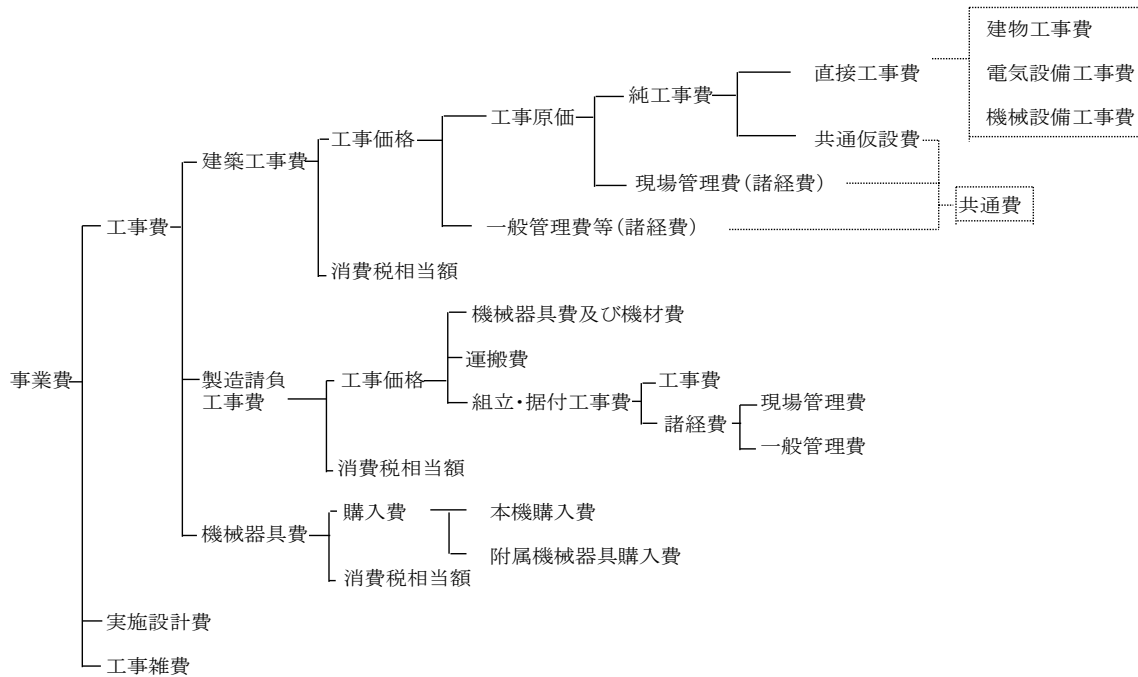 建物工事費
直接工事費
電気設備工事費
純工事費
機械設備工事費
工事原価
工事価格
共通仮設費
建築工事費
現場管理費(諸経費)
共通費
工事費
一般管理費等(諸経費)
消費税相当額
機械器具費及び機材費
運搬費
事業費
製造請負
工事費
工事価格
工事費
組立・据付工事費
現場管理費
諸経費
一般管理費
消費税相当額
購入費
本機購入費
機械器具費
附属機械器具購入費
消費税相当額
実施設計費
工事雑費